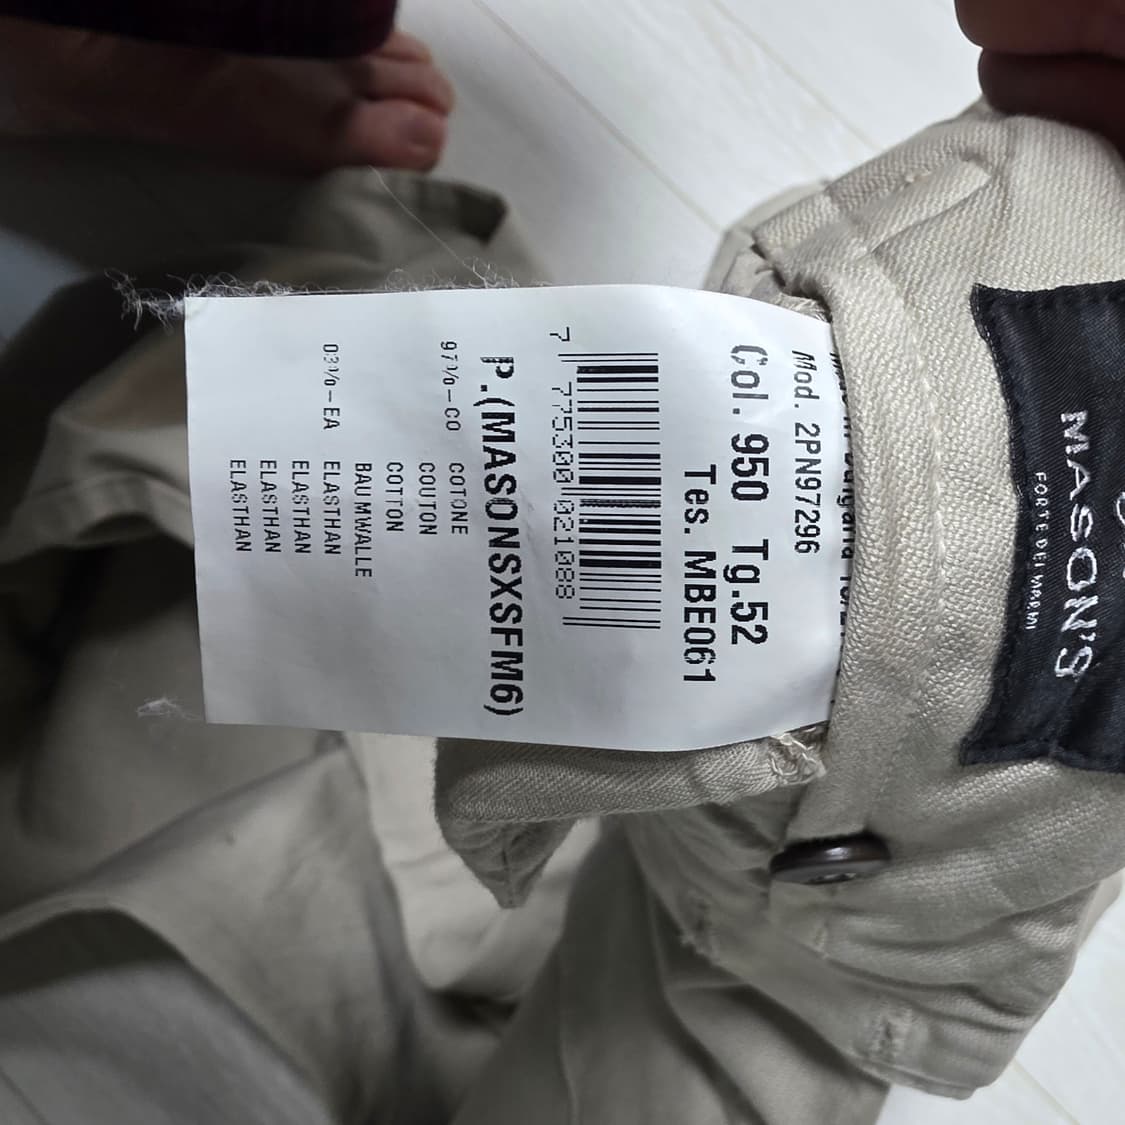 MASON'S
FORTE DEI MARMI
Mod. 2PN97296
Col. 950 Tg.52
Tes. MBE061
7 775300 021088
P.(MASONSXSFM6)
97%-CO COTONE
COUTON
COTTON
BAUMWALLE
03%-EA ELASTHAN
ELASTHAN
ELASTHAN
ELASTHAN